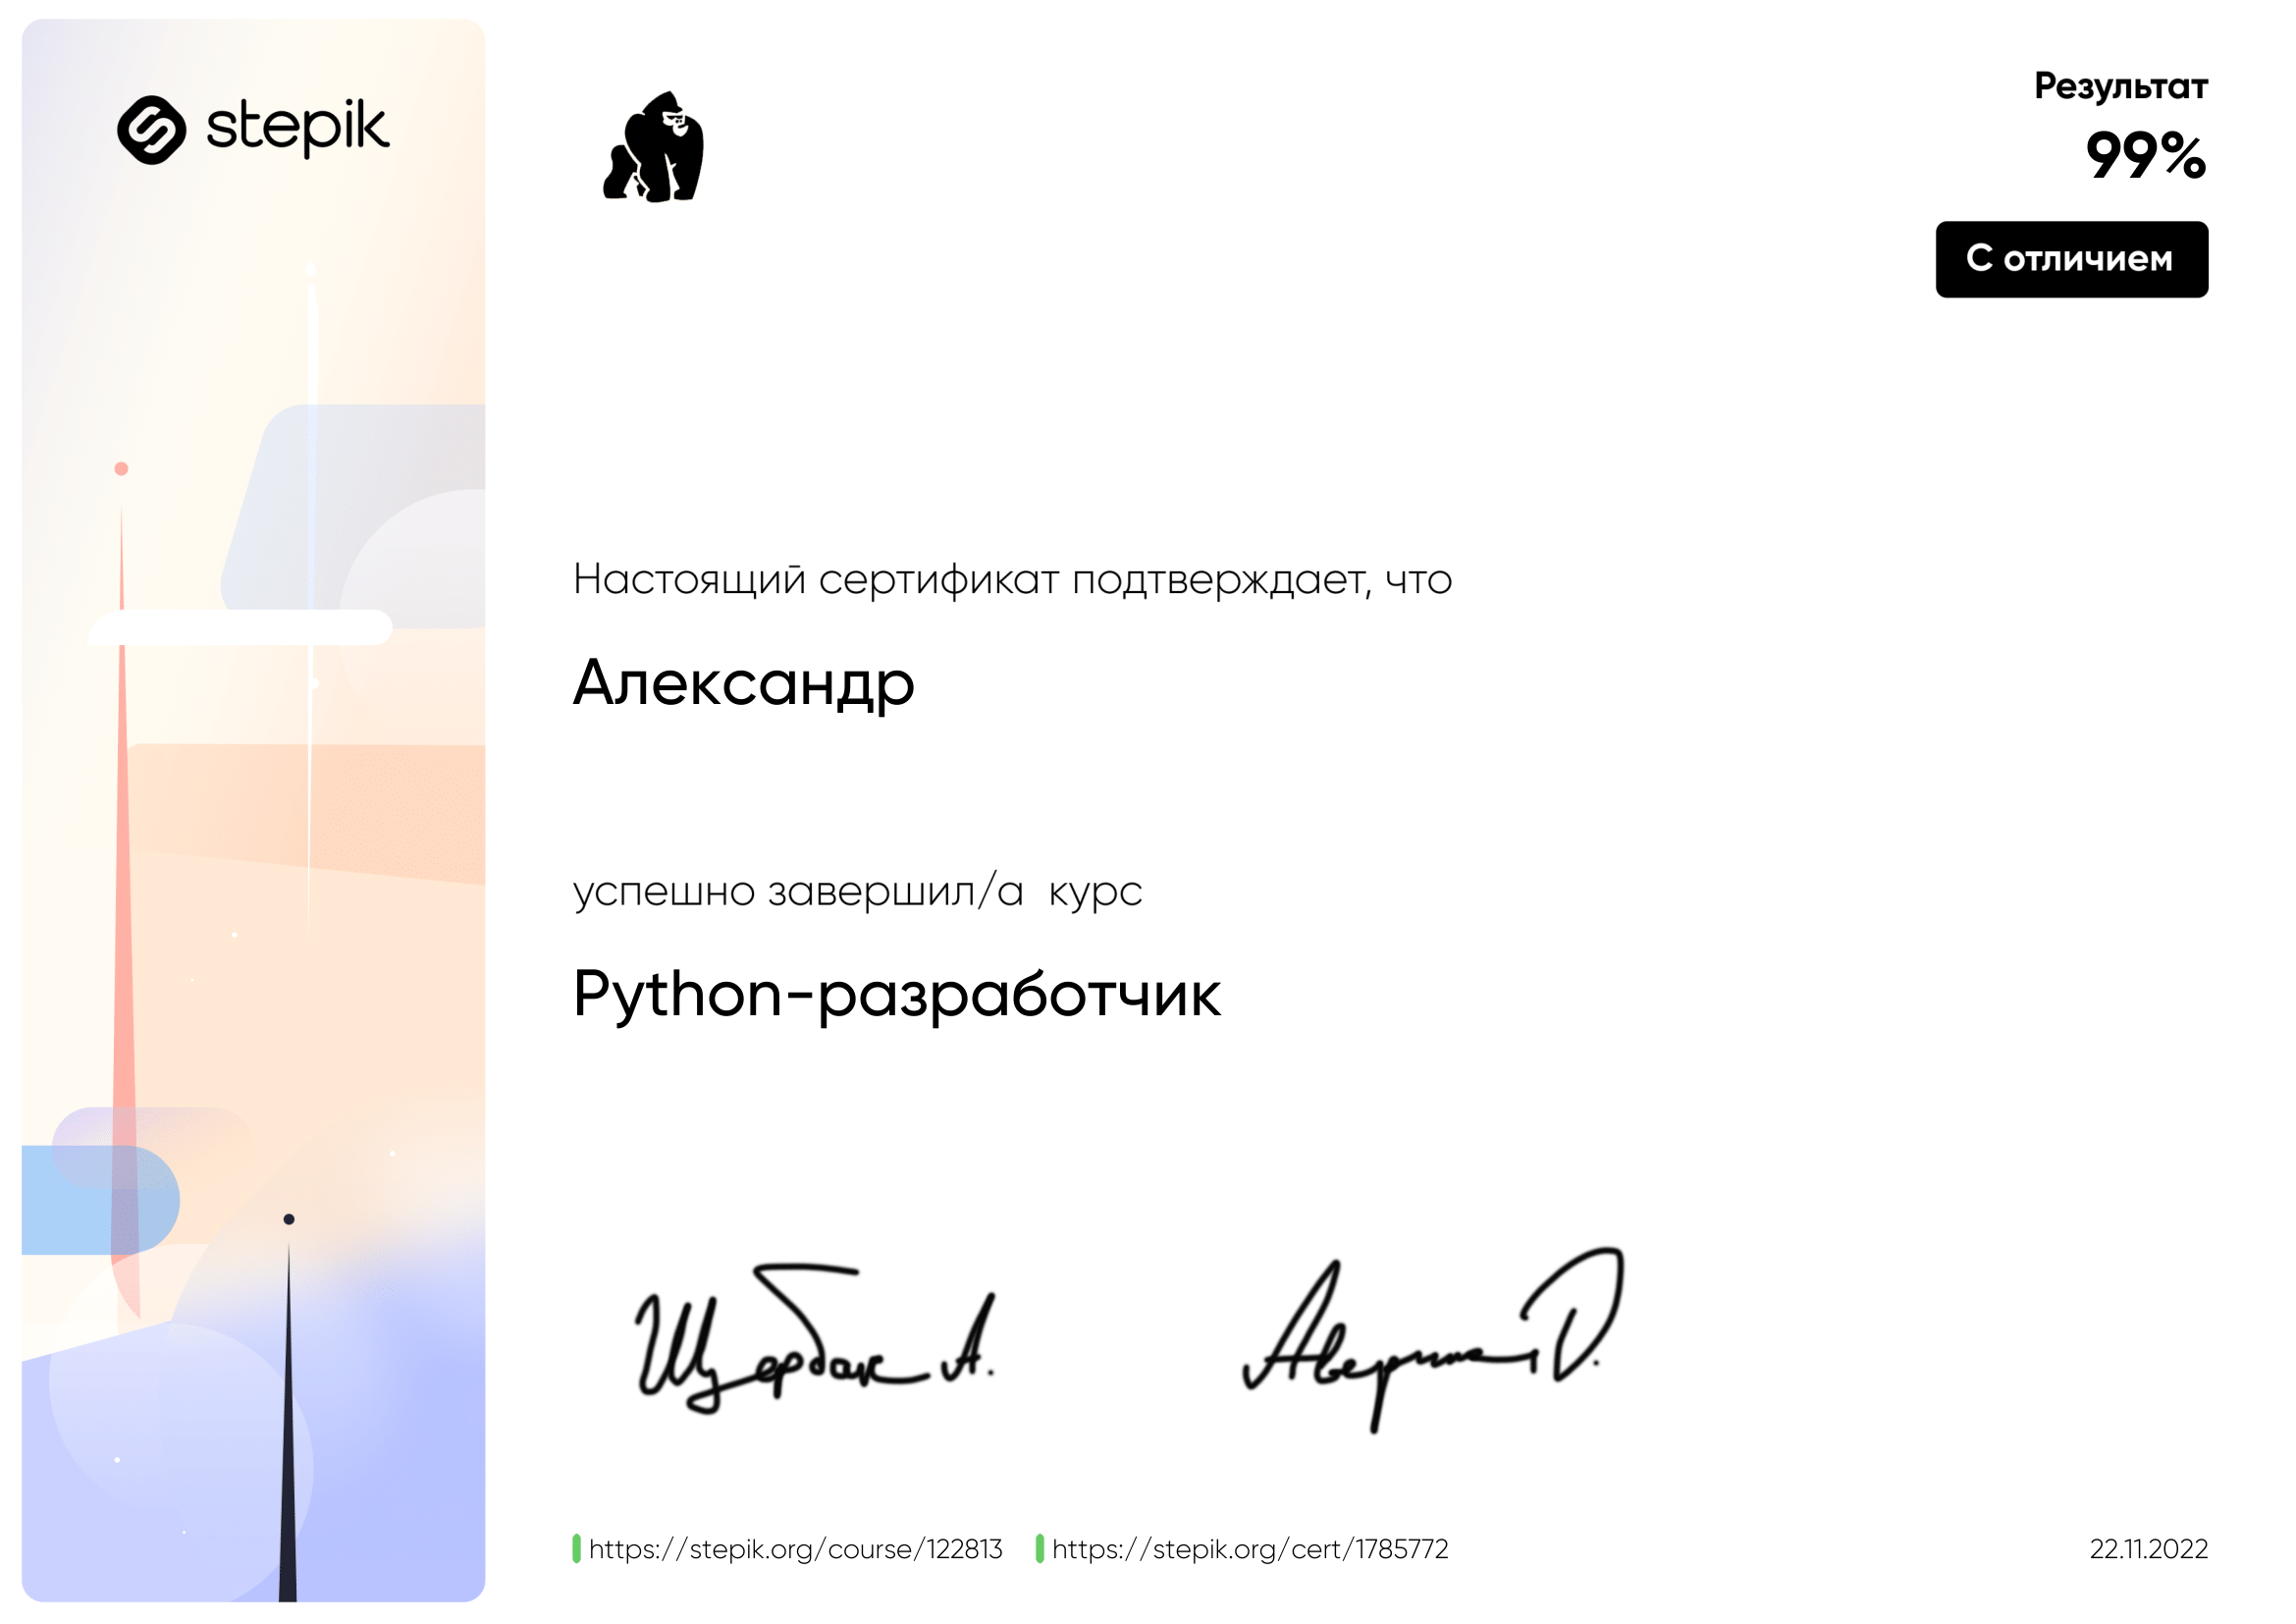 stepik
Результат
99%
С отличием
Настоящий сертификат подтверждает, что
Александр
успешно завершил/а курс
Python-разработчик
Щербак А.
https://stepik.org/course/122813
https://stepik.org/cert/1785772
22.11.2022